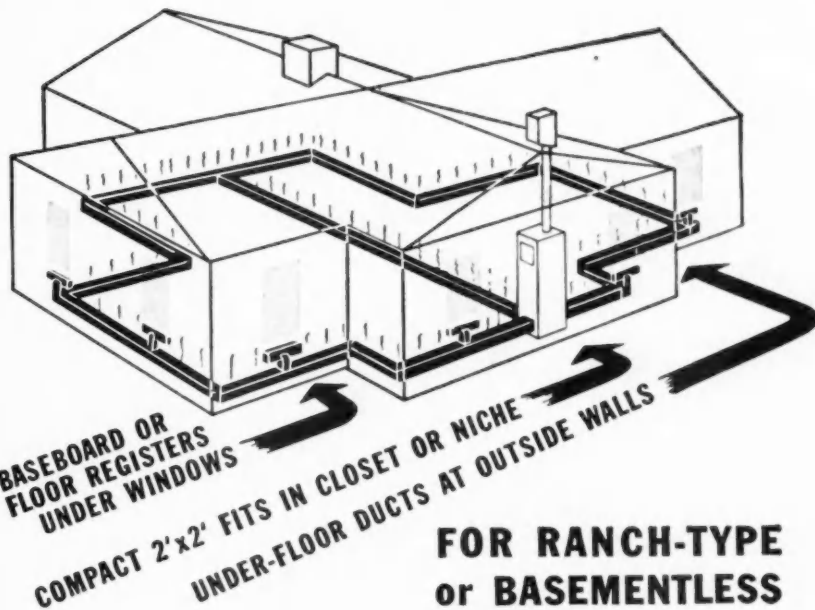 BASEBOARD OR
FLOOR REGISTERS
UNDER WINDOWS
COMPACT 2'x2' FITS IN CLOSET OR NICHE
UNDER-FLOOR DUCTS AT OUTSIDE WALLS
FOR RANCH-TYPE
or BASEMENTLESS